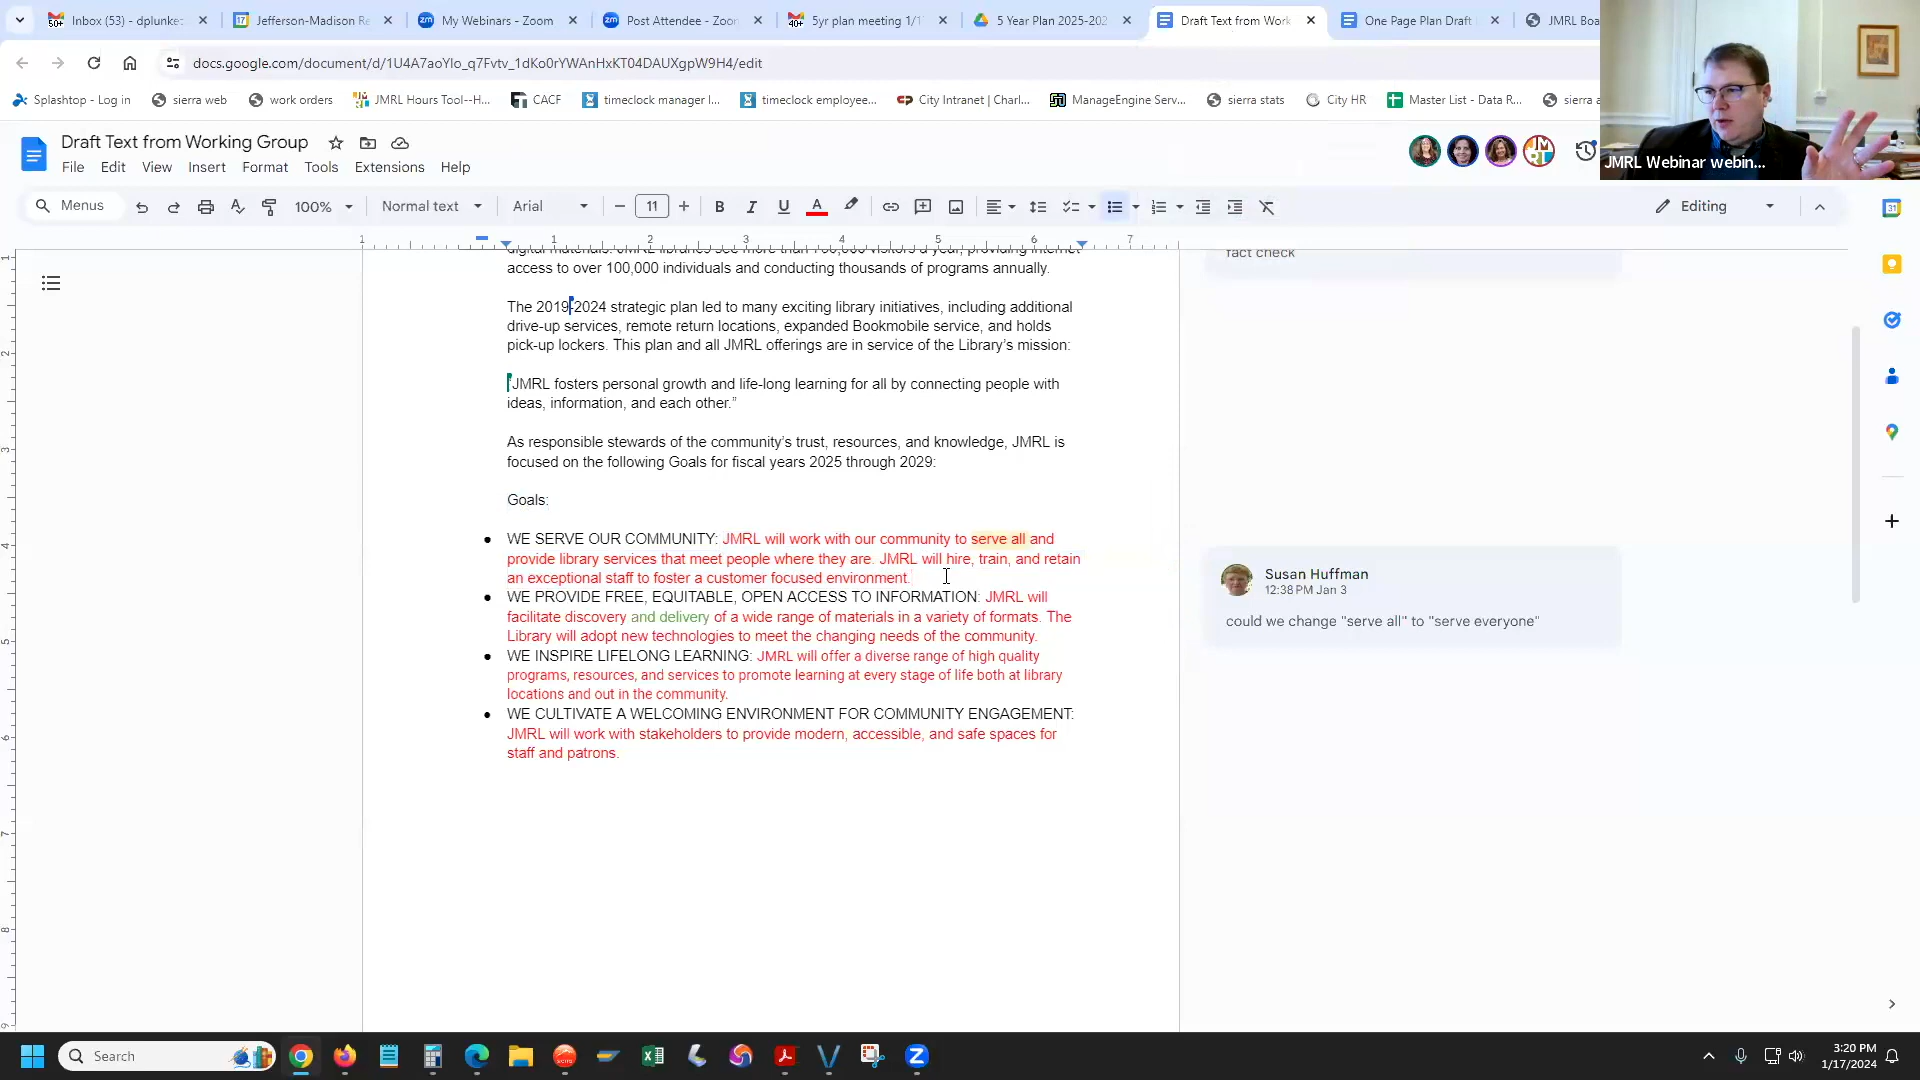 Inbox (53) - dplunke
Jefferson-Madison Re
My Webinars - Zoom
Post Attendee - Zoom
5yr plan meeting 1/1
5 Year Plan 2025-202
Draft Text from Work
One Page Plan Draft
JMRL Boa
docs.google.com/document/d/1U4A7aoYlo_q7Fvtv_1dKo0rYWAnHxKT04DAUXgpW9H4/edit
Splashtop - Log in
sierra web
work orders
JMRL Hours Tool--H...
CACF
timeclock manager l...
timeclock employee...
City Intranet | Charl...
ManageEngine Serv...
sierra stats
City HR
Master List - Data R...
sierra a
JMRL Webinar webin...
Draft Text from Working Group
File Edit View Insert Format Tools Extensions Help
Menus 100% Normal text Arial 11 Editing
digital materials. JMRL libraries see more than
access to over 100,000 individuals and conducting thousands of programs annually.
The 2019-2024 strategic plan led to many exciting library initiatives, including additional
drive-up services, remote return locations, expanded Bookmobile service, and holds
pick-up lockers. This plan and all JMRL offerings are in service of the Library's mission:
"JMRL fosters personal growth and life-long learning for all by connecting people with
ideas, information, and each other."
As responsible stewards of the community's trust, resources, and knowledge, JMRL is
focused on the following Goals for fiscal years 2025 through 2029:
Goals:
● WE SERVE OUR COMMUNITY: JMRL will work with our community to serve all and
provide library services that meet people where they are. JMRL will hire, train, and retain
an exceptional staff to foster a customer focused environment.
● WE PROVIDE FREE, EQUITABLE, OPEN ACCESS TO INFORMATION: JMRL will
facilitate discovery and delivery of a wide range of materials in a variety of formats. The
Library will adopt new technologies to meet the changing needs of the community.
● WE INSPIRE LIFELONG LEARNING: JMRL will offer a diverse range of high quality
programs, resources, and services to promote learning at every stage of life both at library
locations and out in the community.
● WE CULTIVATE A WELCOMING ENVIRONMENT FOR COMMUNITY ENGAGEMENT:
JMRL will work with stakeholders to provide modern, accessible, and safe spaces for
staff and patrons.
fact check
Susan Huffman
12:38 PM Jan 3
could we change "serve all" to "serve everyone"
Search
3:20 PM
1/17/2024